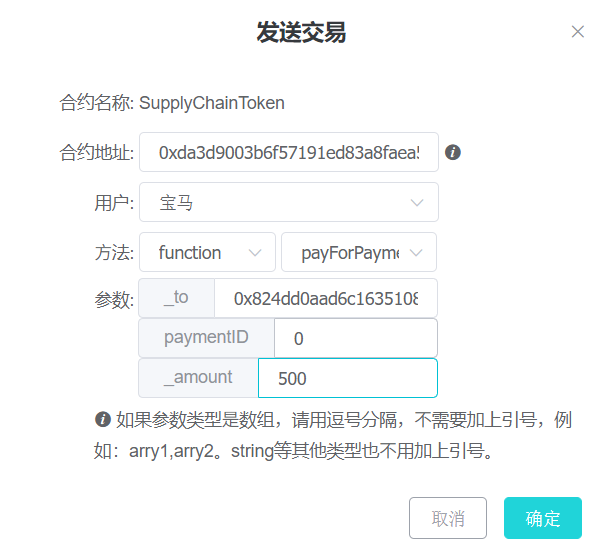 发送交易
合约名称: SupplyChainToken
合约地址: 0xda3d9003b6f57191ed83a8faea5
用户: 宝马
方法: function payForPayme
参数: _to 0x824dd0aad6c1635108
paymentID 0
_amount 500
如果参数类型是数组，请用逗号分隔，不需要加上引号，例
如：arry1,arry2。string等其他类型也不用加上引号。
取消 确定